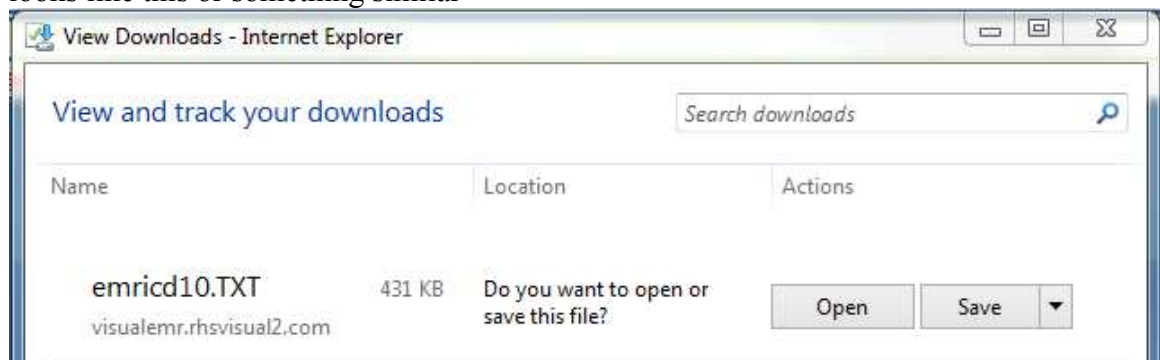 looks like this or something similar
View Downloads - Internet Explorer
View and track your downloads
Search downloads
Name
Location
Actions
emricd10.TXT
431 KB
Do you want to open or
save this file?
Open
Save
visualemr.rhsvisual2.com